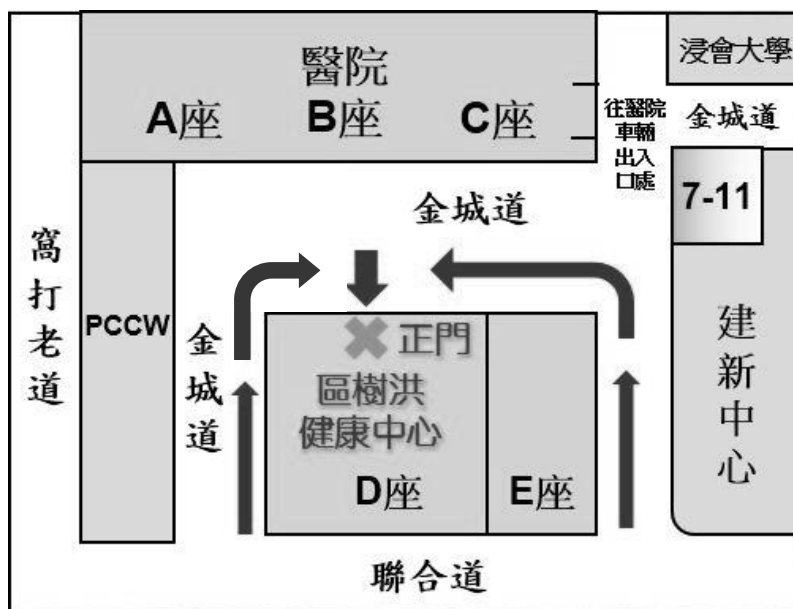 醫院
A座
B座
C座
浸會大學
往醫院
車輛
出入
口處
金城道
7-11
金城道
窩打老道
PCCW
金城道
正門
區樹洪
健康中心
D座
E座
建新中心
聯合道